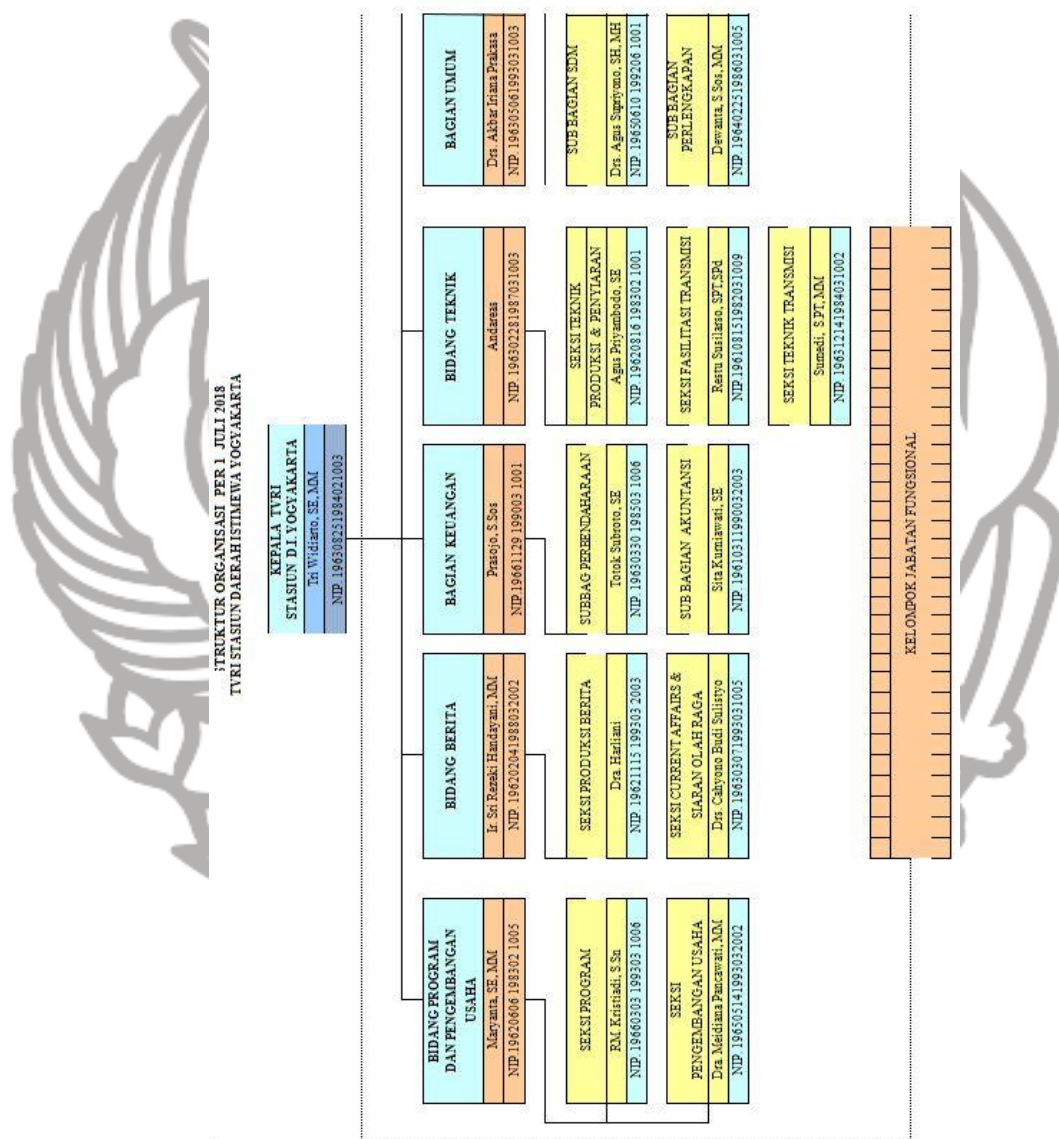 STRUKTUR ORGANISASI PER 1 JULI 2018
TVRI STASIUN DAERAH ISTIMEWA YOGYAKARTA
KEPALA TVRI
STASIUN D.I. YOGYAKARTA
Tri Widiarto, SE, MM
NIP. 196308251984021003
BIDANG PROGRAM
DAN PENGEMBANGAN
USAHA
Maryanta, SE, MM
NIP.19620606 198302 1005
BIDANG BERITA
Ir. Sri Rezeki Handayani, MM
NIP. 196202041988032002
BAGIAN KEUANGAN
Prasojo, S.Sos
NIP.19661129 199003 1001
BIDANG TEKNIK
Andareas
NIP.196302281987031003
BAGIAN UMUM
Drs. Akbar Iriana Prakasa
NIP. 196305061993031003
SEKSI PROGRAM
RM. Kristiadi, S.Sn
NIP. 19660303 199303 1006
SEKSI PRODUKSI BERITA
Dra. Harliani
NIP. 19621115 199303 2003
SUBBAG PERBENDAHARAAN
Totok Subroto, SE
NIP. 19630330 198503 1006
SEKSI TEKNIK
PRODUKSI & PENYIARAN
Agus Priyambodo, SE
NIP. 19620816 198302 1001
SUB BAGIAN SDM
Drs. Agus Supriyono, SH, MH
NIP. 19650610 199206 1001
SEKSI
PENGEMBANGAN USAHA
Dra. Meidiana Pancawati, MM
NIP. 196505141993032002
SEKSI CURRENT AFFAIRS &
SIARAN OLAH RAGA
Drs. Cahyono Budi Sulistyo
NIP. 196303071993031005
SUB BAGIAN AKUNTANSI
Sita Kurniawati, SE
NIP. 196103311990032003
SEKSI FASILITASI TRANSMISI
Restu Susilarso, SPT,SPd
NIP. 196108151982031009
SUB BAGIAN
PERLENGKAPAN
Dewanta, S.Sos, MM
NIP. 196402251986031005
SEKSI TEKNIK TRANSMISI
Sumedi, S.PT, MM
NIP. 196312141984031002
KELOMPOK JABATAN FUNGSIONAL